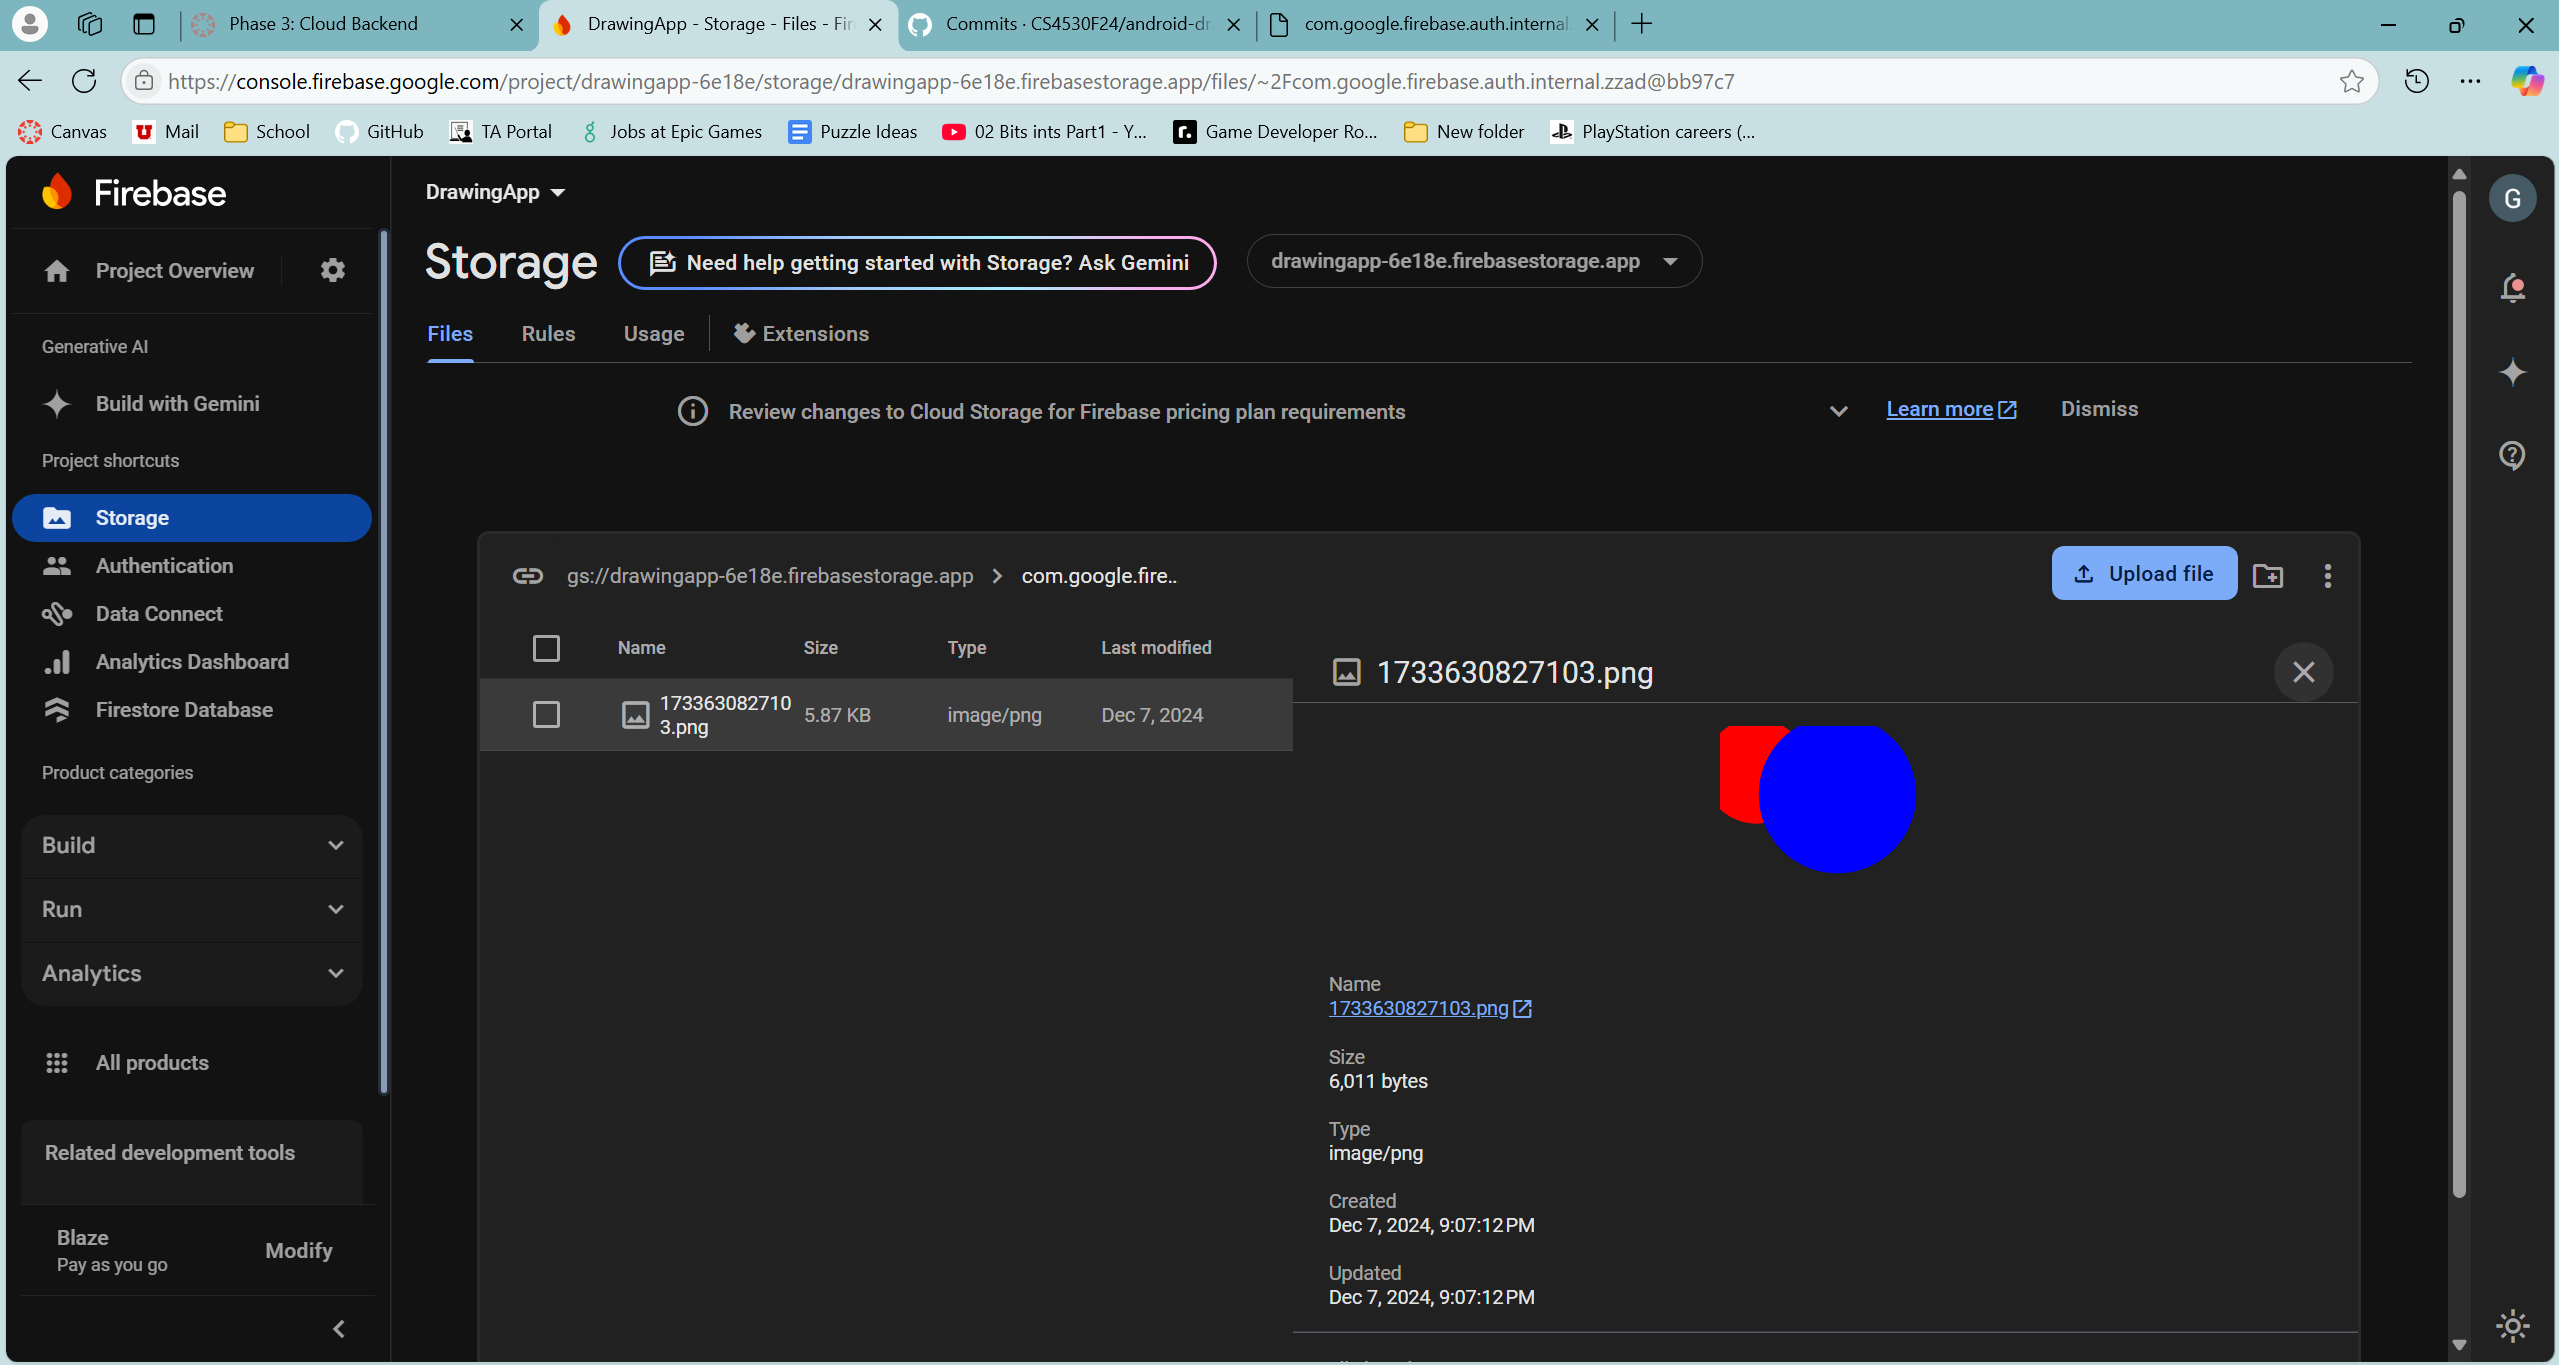 Phase 3: Cloud Backend
DrawingApp - Storage - Files - Fir
Commits · CS4530F24/android-dr
com.google.firebase.auth.internal.
https://console.firebase.google.com/project/drawingapp-6e18e/storage/drawingapp-6e18e.firebasestorage.app/files/~2Fcom.google.firebase.auth.internal.zzad@bb97c7
Canvas
Mail
School
GitHub
TA Portal
Jobs at Epic Games
Puzzle Ideas
02 Bits ints Part1 - Y...
Game Developer Ro...
New folder
PlayStation careers (...
Firebase
Project Overview
Generative AI
Build with Gemini
Project shortcuts
Storage
Authentication
Data Connect
Analytics Dashboard
Firestore Database
Product categories
Build
Run
Analytics
All products
Related development tools
Blaze
Pay as you go
Modify
DrawingApp
Storage
Need help getting started with Storage? Ask Gemini
drawingapp-6e18e.firebasestorage.app
Files
Rules
Usage
Extensions
Review changes to Cloud Storage for Firebase pricing plan requirements
Learn more
Dismiss
gs://drawingapp-6e18e.firebasestorage.app
com.google.fire..
Upload file
Name
Size
Type
Last modified
173363082710
3.png
5.87 KB
image/png
Dec 7, 2024
1733630827103.png
Name
1733630827103.png
Size
6,011 bytes
Type
image/png
Created
Dec 7, 2024, 9:07:12 PM
Updated
Dec 7, 2024, 9:07:12 PM
G